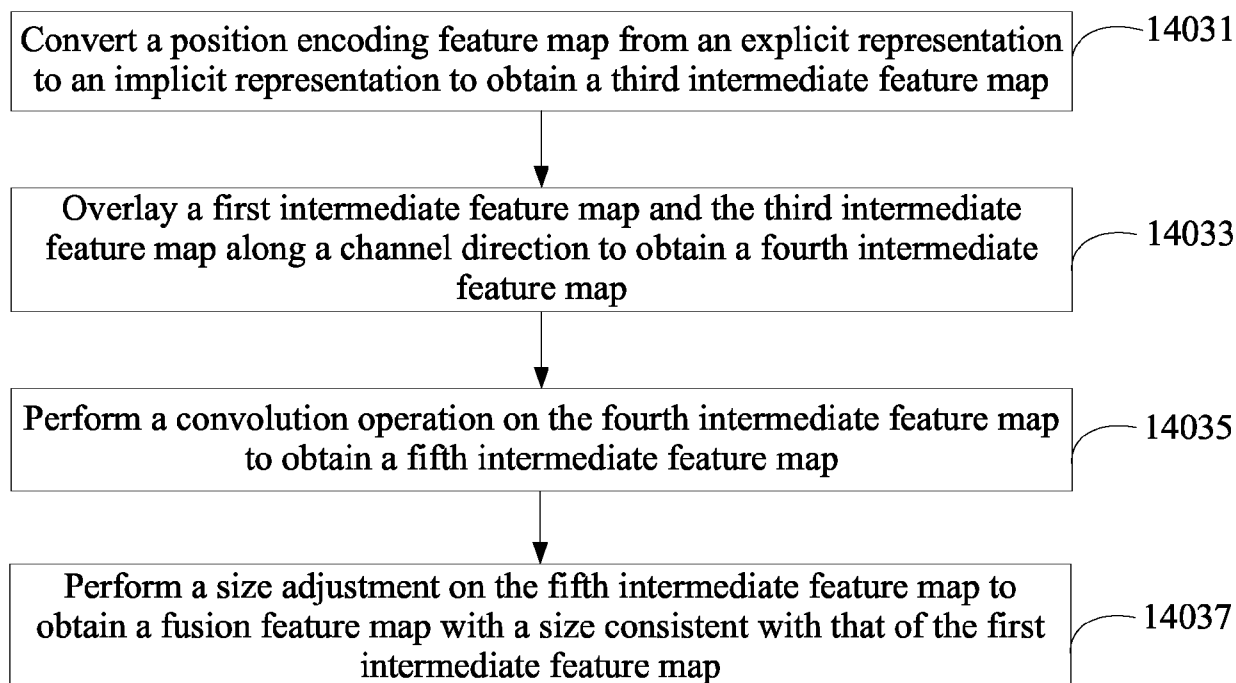 Convert a position encoding feature map from an explicit representation
to an implicit representation to obtain a third intermediate feature map
14031
Overlay a first intermediate feature map and the third intermediate
feature map along a channel direction to obtain a fourth intermediate
feature map
14033
Perform a convolution operation on the fourth intermediate feature map
to obtain a fifth intermediate feature map
14035
Perform a size adjustment on the fifth intermediate feature map to
obtain a fusion feature map with a size consistent with that of the first
intermediate feature map
14037